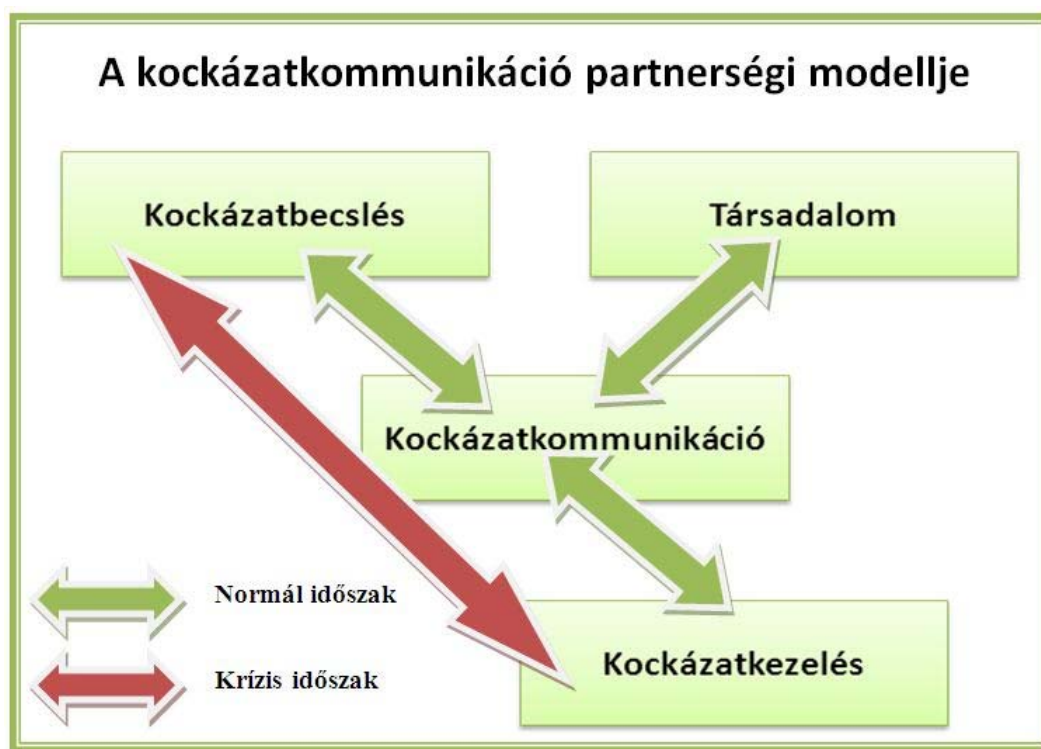 A kockázatkommunikáció partnerségi modellje
Kockázatbecslés
Társadalom
Kockázatkommunikáció
Normál időszak
Krízis időszak
Kockázatkezelés